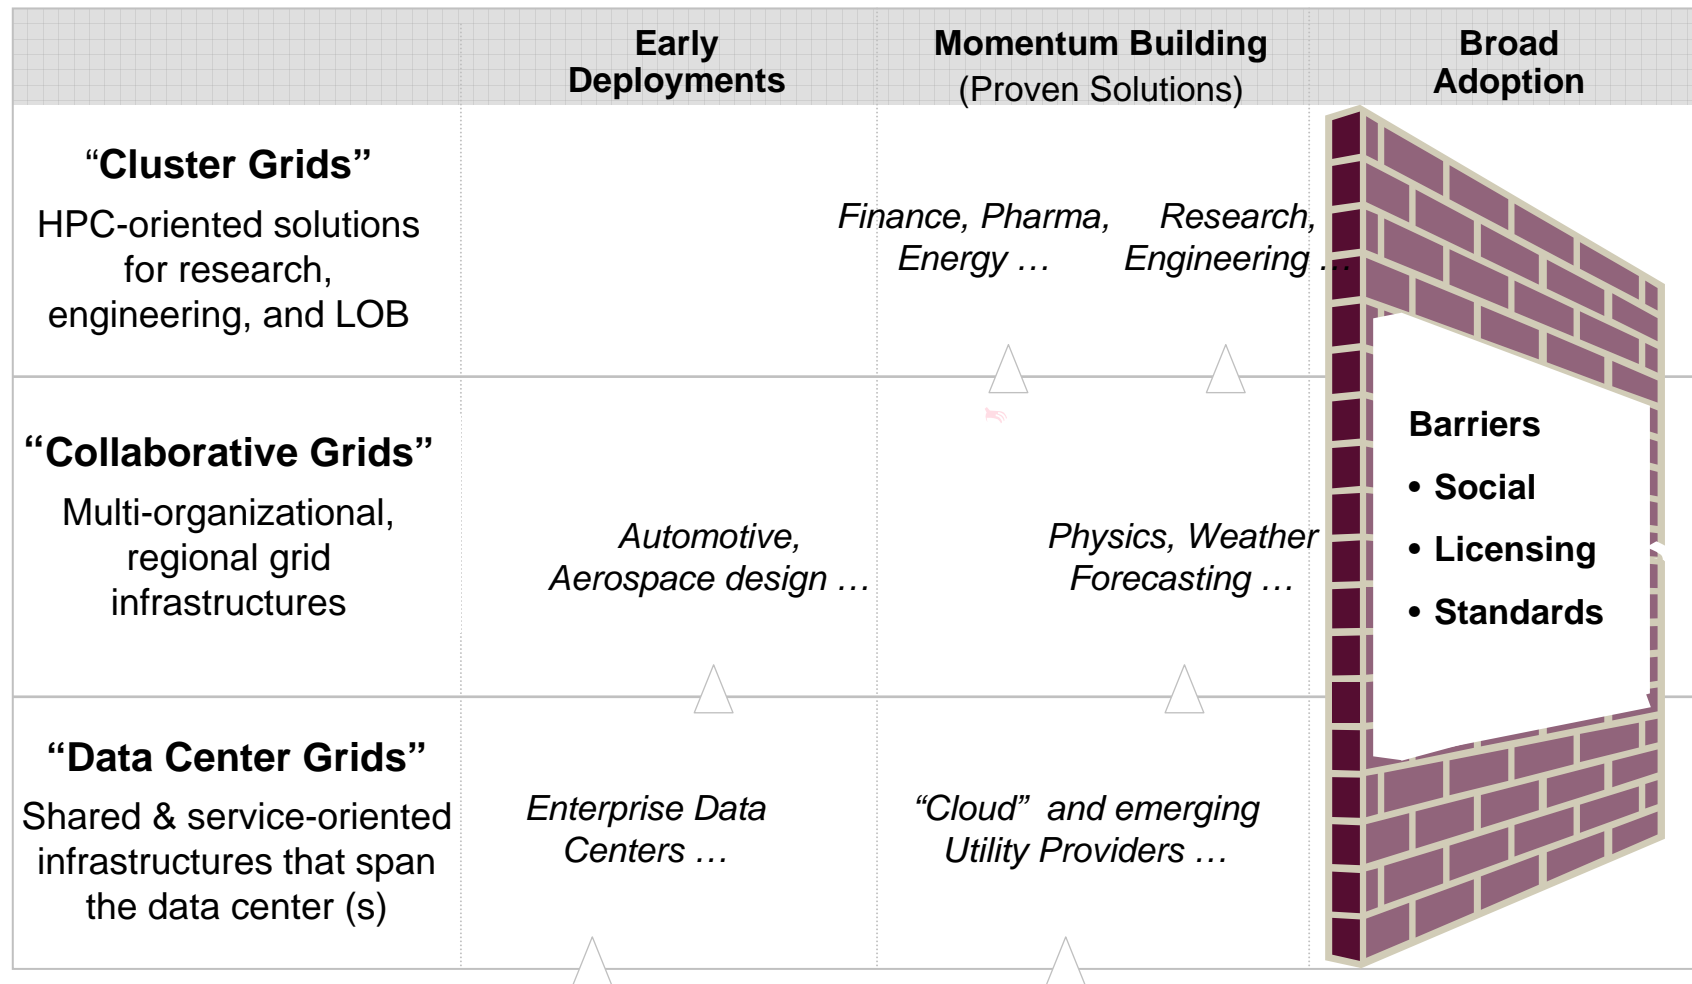 Early
Deployments
Momentum Building
(Proven Solutions)
Broad
Adoption
“Cluster Grids”
HPC-oriented solutions
for research,
engineering, and LOB
Finance, Pharma,
Energy …
Research,
Engineering …
“Collaborative Grids”
Multi-organizational,
regional grid
infrastructures
Automotive,
Aerospace design …
Physics, Weather
Forecasting …
Barriers
• Social
• Licensing
• Standards
“Data Center Grids”
Shared & service-oriented
infrastructures that span
the data center (s)
Enterprise Data
Centers …
“Cloud”  and emerging
Utility Providers …